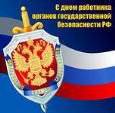 С днем работника
органов государственной
безопасности РФ